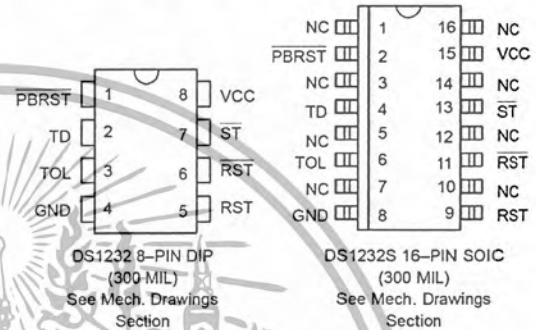 PBRST 1 8 VCC
TD 2 7 ST
TOL 3 6 RST
GND 4 5 RST
DS1232 8–PIN DIP
(300 MIL)
See Mech. Drawings
Section
NC 1 16 NC
PBRST 2 15 VCC
NC 3 14 NC
TD 4 13 ST
NC 5 12 NC
TOL 6 11 RST
NC 7 10 NC
GND 8 9 RST
DS1232S 16–PIN SOIC
(300 MIL)
See Mech. Drawings
Section